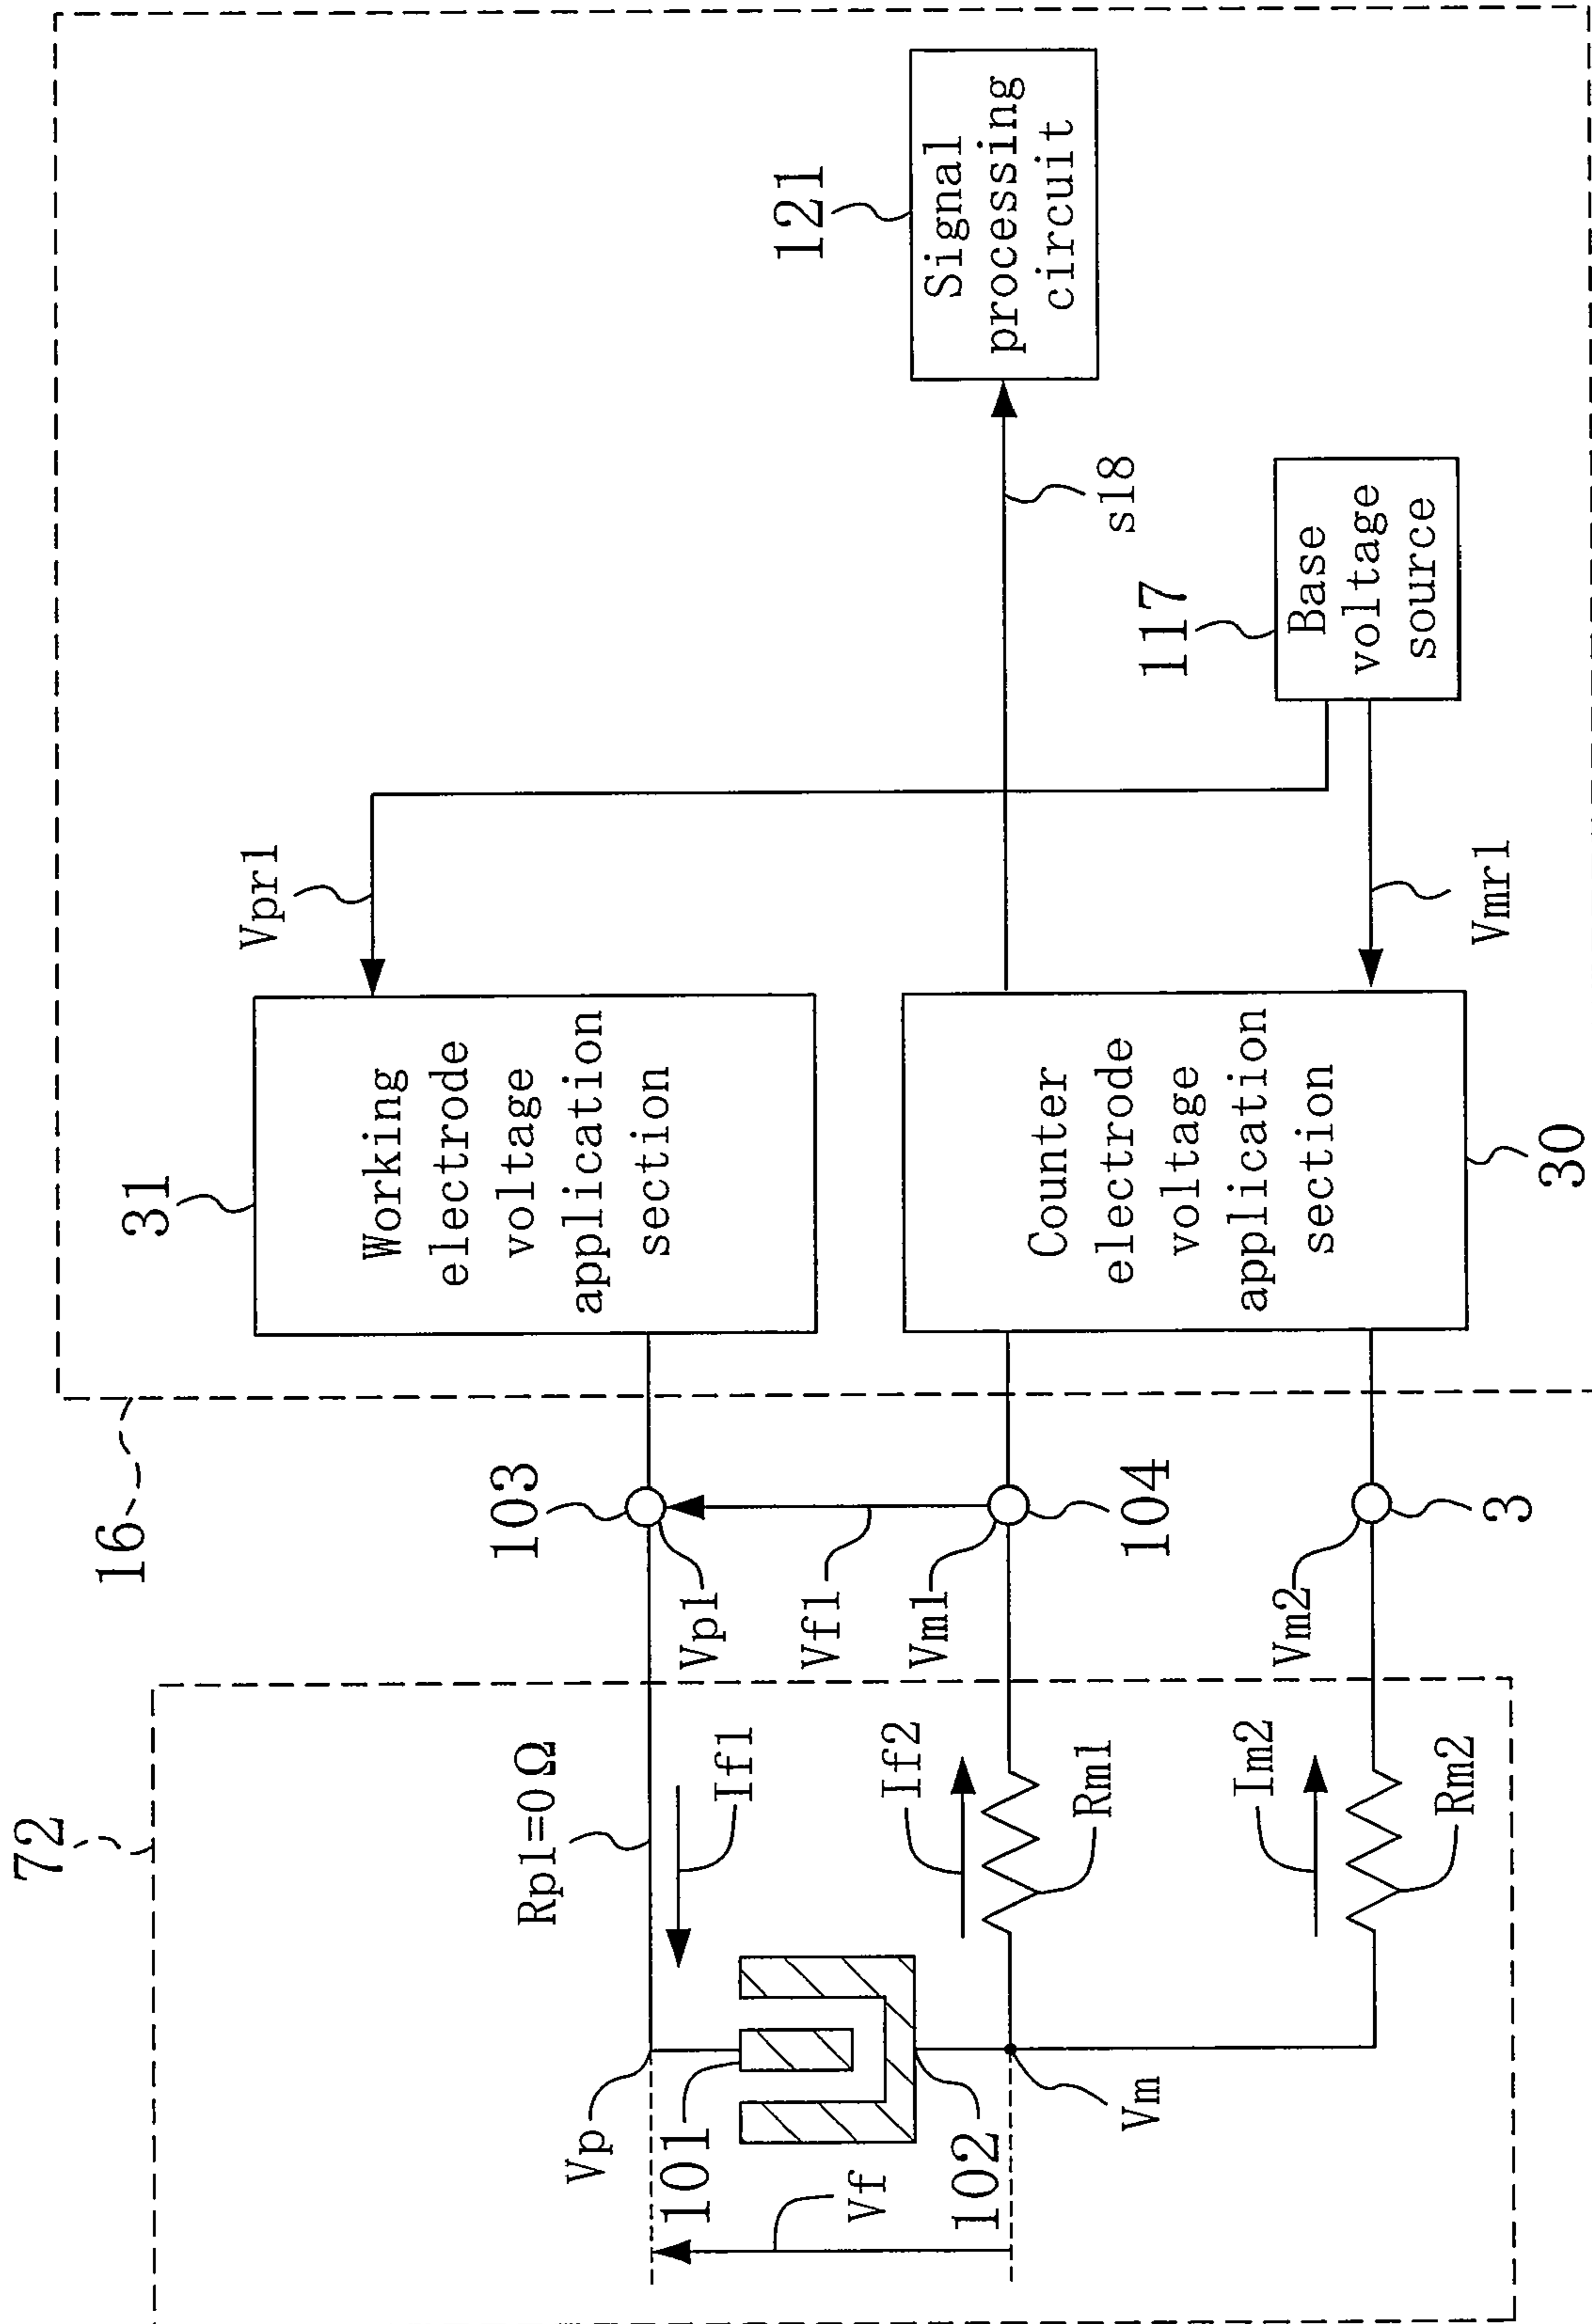 72
16
31
Working
electrode
voltage
application
section
Vpr1
103
Rp1=0Ω
Vp1
If1
Vp
101
Vf
102
Vf1
Vm1
104
If2
Rm1
Vm
Counter
electrode
voltage
application
section
30
s18
121
Signal
processing
circuit
117
Base
voltage
source
Vmr1
Vm2
3
Im2
Rm2